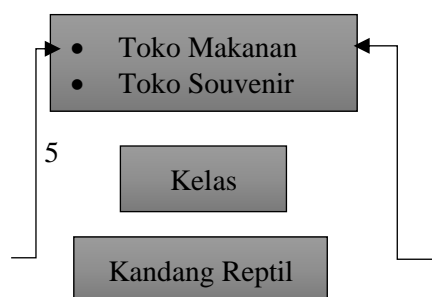 • Toko Makanan
• Toko Souvenir
5
Kelas
Kandang Reptil